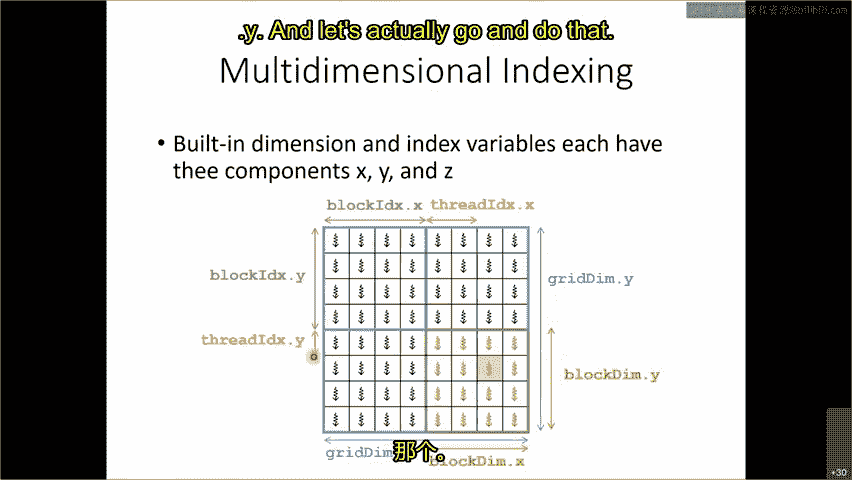 .y. And let's actually go and do that.
Multidimensional Indexing
• Built-in dimension and index variables each have
thee components x, y, and z
blockIdx.x threadIdx.x
blockIdx.y
gridDim.y
threadIdx.y
blockDim.y
gridDim
那个。
blockDim.x
+30